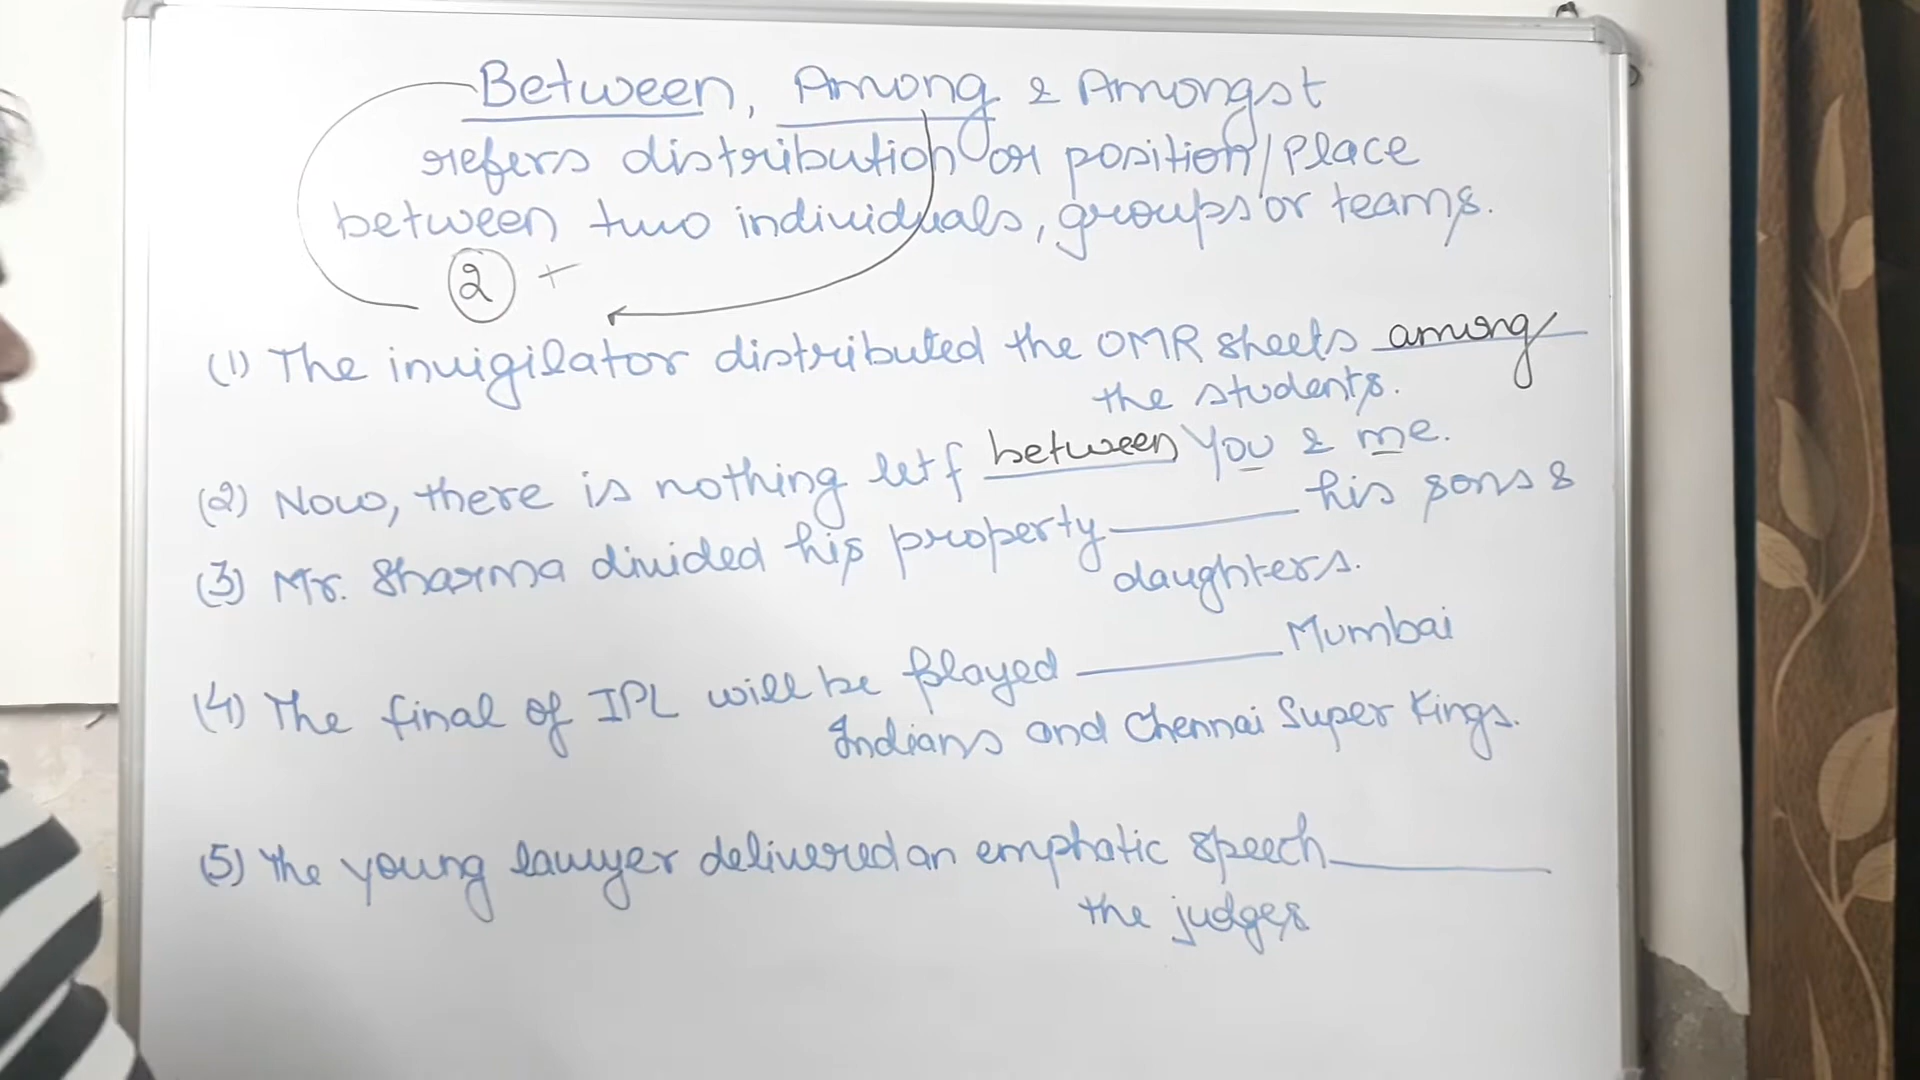 Between, Among & Amongst
refers distribution or position/Place
between two individuals, groups or teams.
2 +
(1) The invigilator distributed the OMR sheets among
the students.
(2) Now, there is nothing letf between You & me.
(3) Mr. Sharma divided his property ______ his sons &
daughters.
(4) The final of IPL will be played ______ Mumbai
Indians and Chennai Super Kings.
(5) The young lawyer delivered an emphatic speech ______
the judges